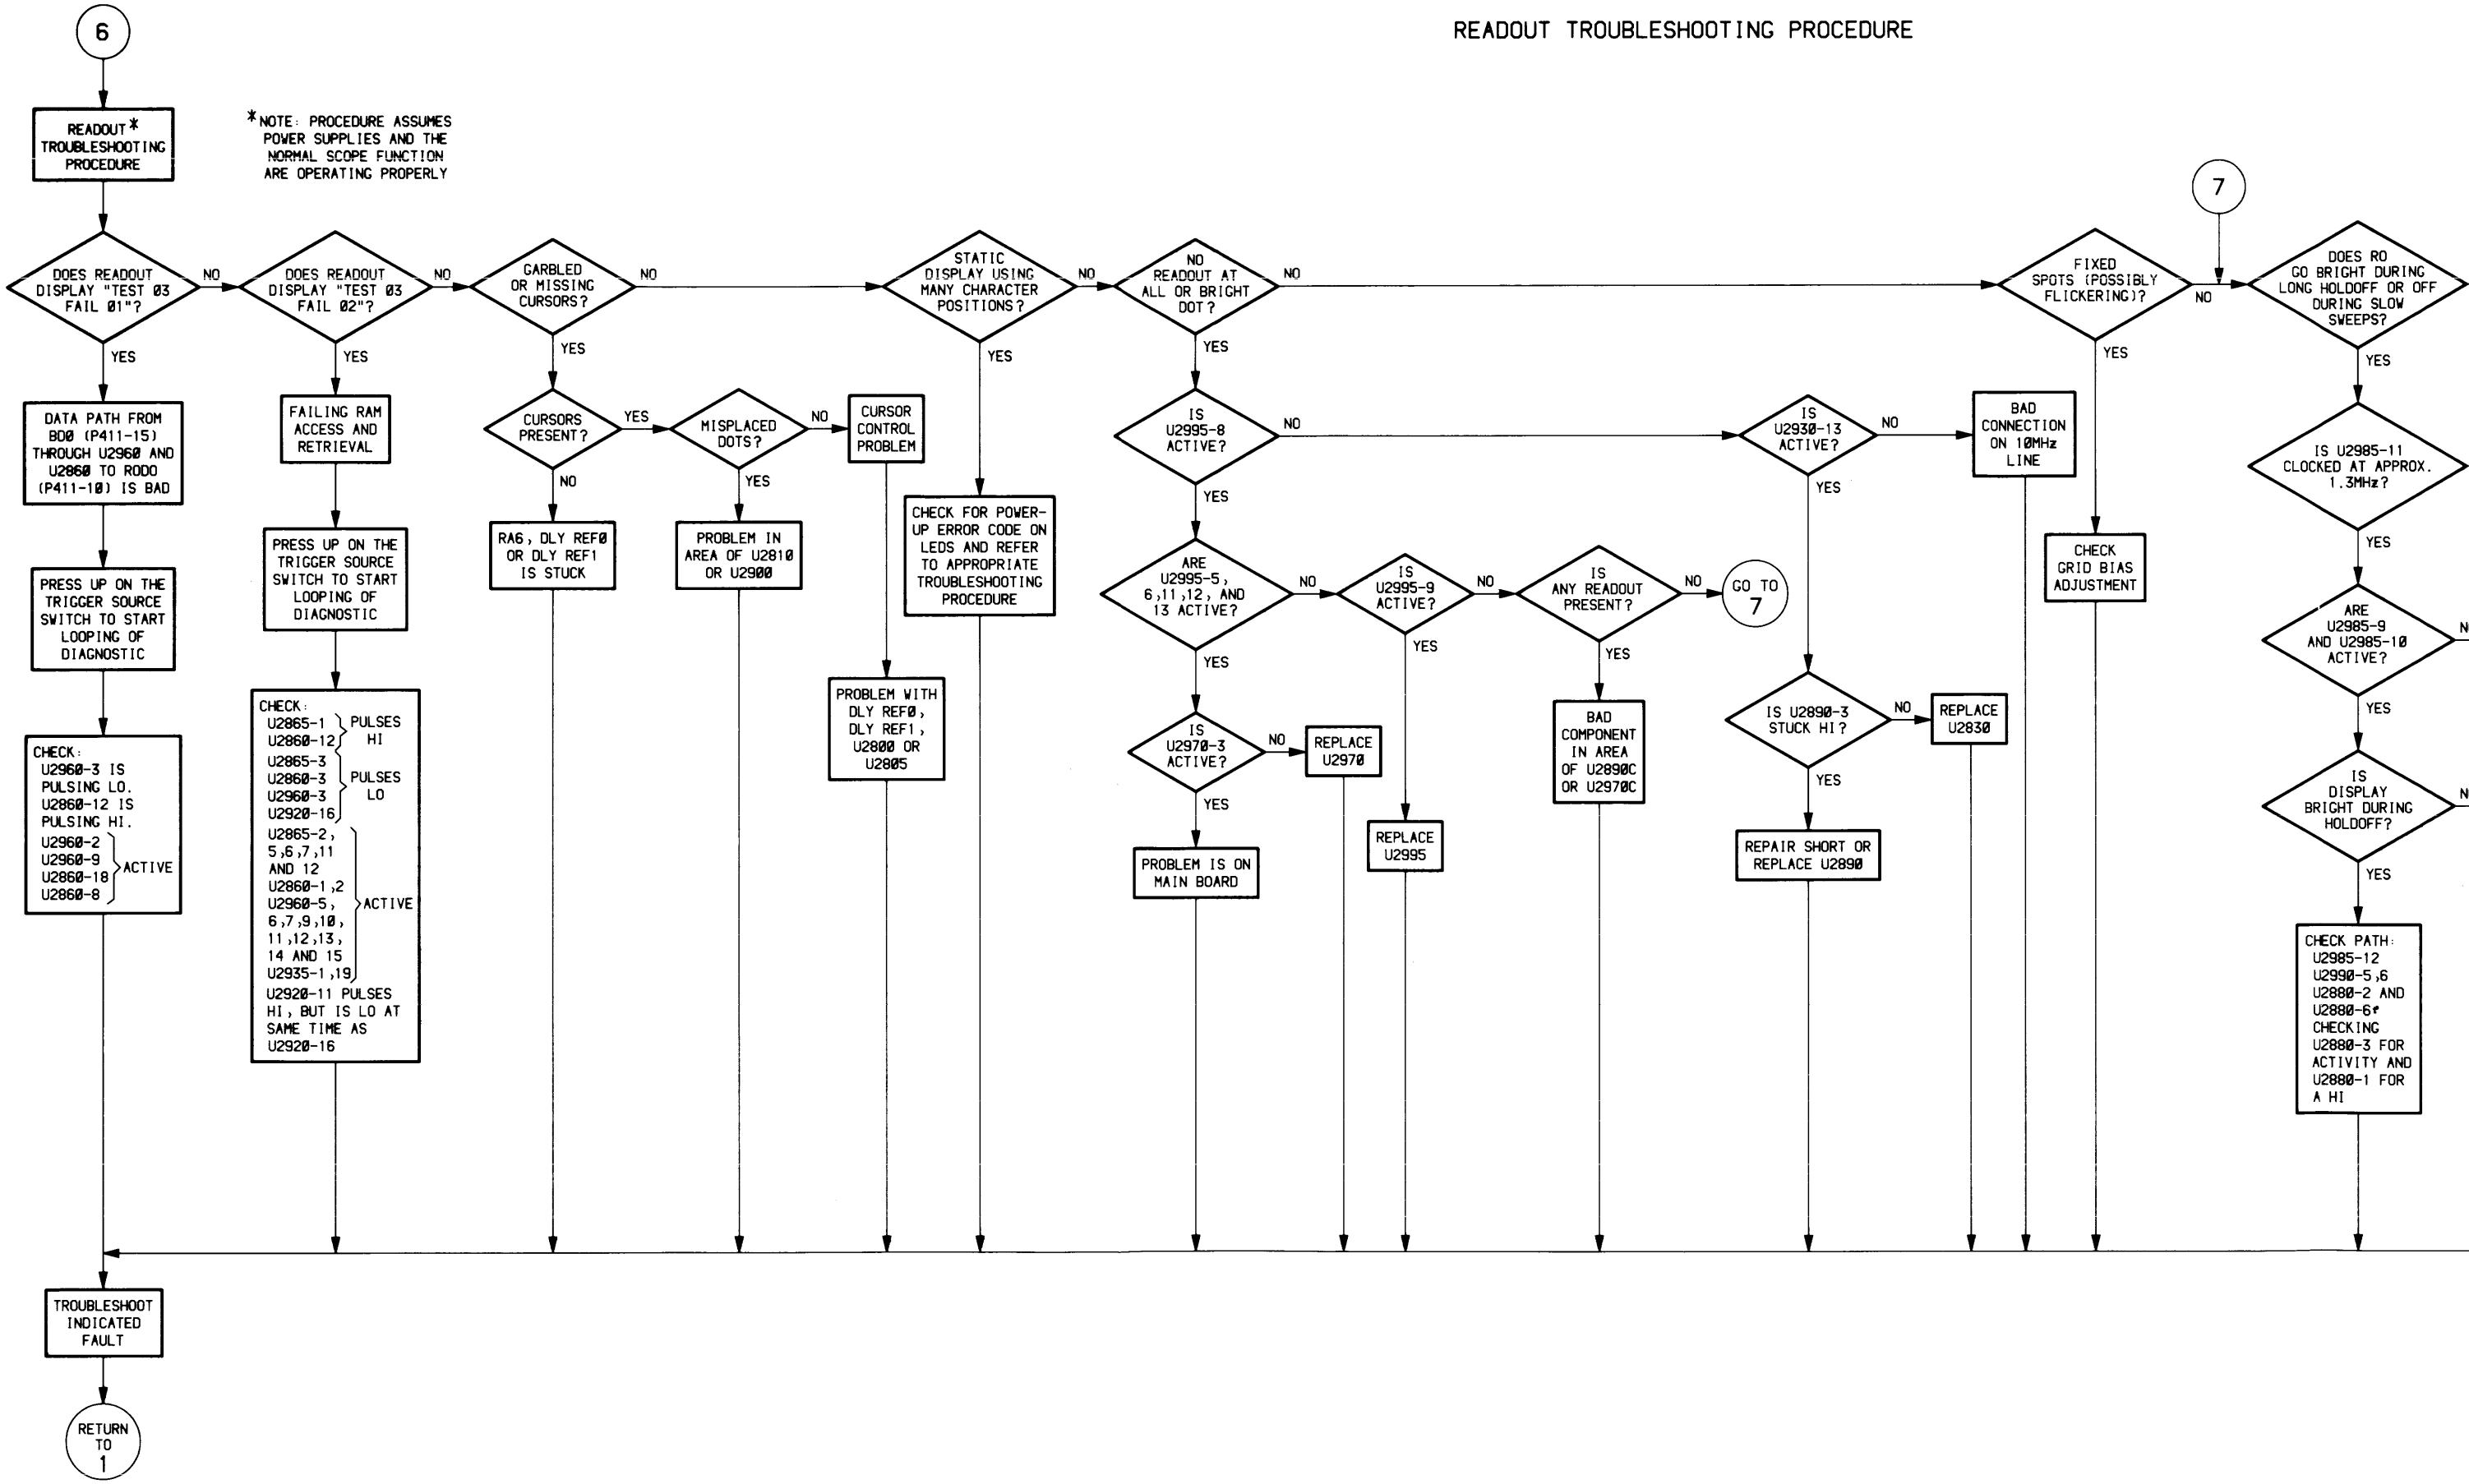 READOUT TROUBLESHOOTING PROCEDURE
6
READOUT*
TROUBLESHOOTING
PROCEDURE
*NOTE: PROCEDURE ASSUMES
POWER SUPPLIES AND THE
NORMAL SCOPE FUNCTION
ARE OPERATING PROPERLY
DOES READOUT
DISPLAY "TEST 03
FAIL 01"?
NO
YES
DATA PATH FROM
BD0 (P411-15)
THROUGH U2960 AND
U2860 TO RODO
(P411-10) IS BAD
PRESS UP ON THE
TRIGGER SOURCE
SWITCH TO START
LOOPING OF
DIAGNOSTIC
CHECK:
U2960-3 IS
PULSING LO.
U2860-12 IS
PULSING HI.
U2960-2
U2960-9
U2860-18
U2860-8
ACTIVE
TROUBLESHOOT
INDICATED
FAULT
RETURN
TO
1
DOES READOUT
DISPLAY "TEST 03
FAIL 02"?
NO
YES
FAILING RAM
ACCESS AND
RETRIEVAL
PRESS UP ON THE
TRIGGER SOURCE
SWITCH TO START
LOOPING OF
DIAGNOSTIC
CHECK:
U2865-1
U2860-12
PULSES
HI
U2865-3
U2860-3
U2960-3
U2920-16
PULSES
LO
U2865-2,
5,6,7,11
AND 12
U2860-1,2
U2960-5,
6,7,9,10,
11,12,13,
14 AND 15
U2935-1,19
ACTIVE
U2920-11 PULSES
HI, BUT IS LO AT
SAME TIME AS
U2920-16
GARBLED
OR MISSING
CURSORS?
NO
YES
CURSORS
PRESENT?
YES
NO
RA6, DLY REF0
OR DLY REF1
IS STUCK
MISPLACED
DOTS?
NO
YES
PROBLEM IN
AREA OF U2810
OR U2900
CURSOR
CONTROL
PROBLEM
PROBLEM WITH
DLY REF0,
DLY REF1,
U2800 OR
U2805
STATIC
DISPLAY USING
MANY CHARACTER
POSITIONS?
NO
YES
CHECK FOR POWER-
UP ERROR CODE ON
LEDS AND REFER
TO APPROPRIATE
TROUBLESHOOTING
PROCEDURE
NO
READOUT AT
ALL OR BRIGHT
DOT?
NO
YES
IS
U2995-8
ACTIVE?
NO
YES
ARE
U2995-5,
6,11,12, AND
13 ACTIVE?
NO
YES
IS
U2970-3
ACTIVE?
NO
YES
REPLACE
U2970
PROBLEM IS ON
MAIN BOARD
IS
U2995-9
ACTIVE?
NO
YES
REPLACE
U2995
IS
ANY READOUT
PRESENT?
NO
YES
GO TO
7
BAD
COMPONENT
IN AREA
OF U2890C
OR U2970C
IS
U2930-13
ACTIVE?
NO
YES
BAD
CONNECTION
ON 10MHz
LINE
IS U2890-3
STUCK HI?
NO
YES
REPLACE
U2830
REPAIR SHORT OR
REPLACE U2890
FIXED
SPOTS (POSSIBLY
FLICKERING)?
NO
YES
CHECK
GRID BIAS
ADJUSTMENT
7
DOES RO
GO BRIGHT DURING
LONG HOLDOFF OR OFF
DURING SLOW
SWEEPS?
YES
IS U2985-11
CLOCKED AT APPROX.
1.3MHz?
YES
ARE
U2985-9
AND U2985-10
ACTIVE?
YES
IS
DISPLAY
BRIGHT DURING
HOLDOFF?
YES
CHECK PATH:
U2985-12
U2990-5,6
U2880-2 AND
U2880-6,
CHECKING
U2880-3 FOR
ACTIVITY AND
U2880-1 FOR
A HI